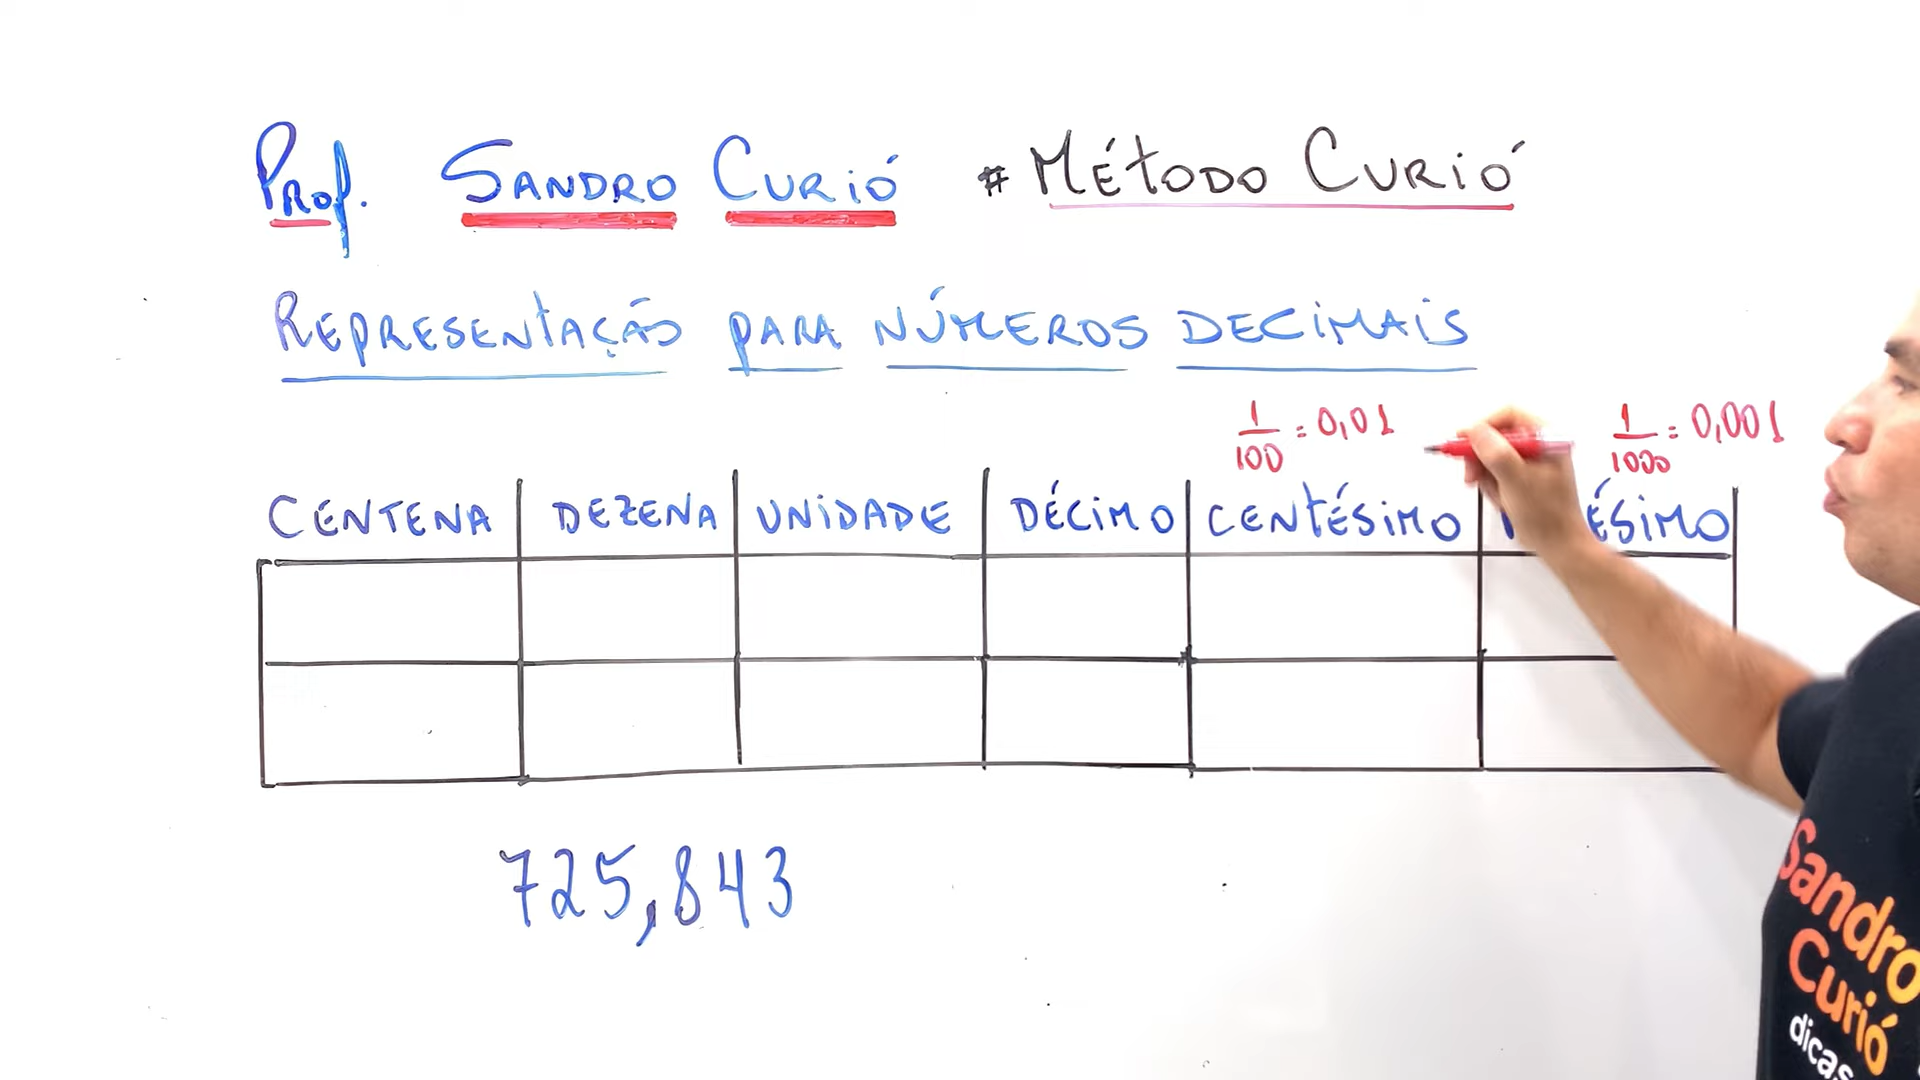 Prof. SANDRO CURIÓ # MÉTODO CURIÓ
REPRESENTAÇÃO PARA NÚMEROS DECIMAIS
1/100 = 0,01 1/1000 = 0,001
CENTENA DEZENA UNIDADE DÉCIMO CENTÉSIMO
725,843
Sandro
Curió
dicas